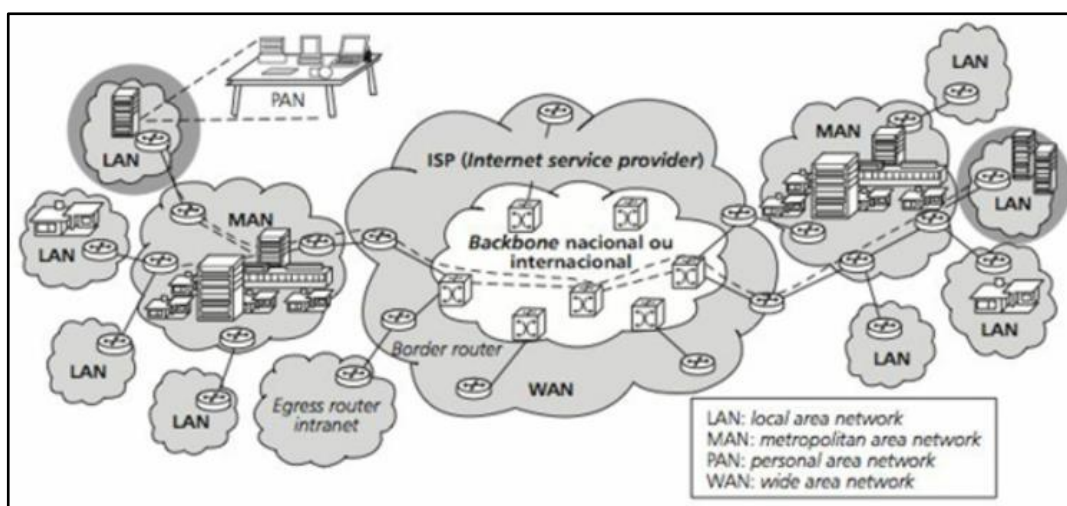 PAN
LAN
LAN
MAN
LAN
LAN
LAN
Egress router
intranet
ISP (Internet service provider)
Backbone nacional ou
internacional
Border router
WAN
MAN
LAN
LAN
LAN
LAN
LAN: local area network
MAN: metropolitan area network
PAN: personal area network
WAN: wide area network